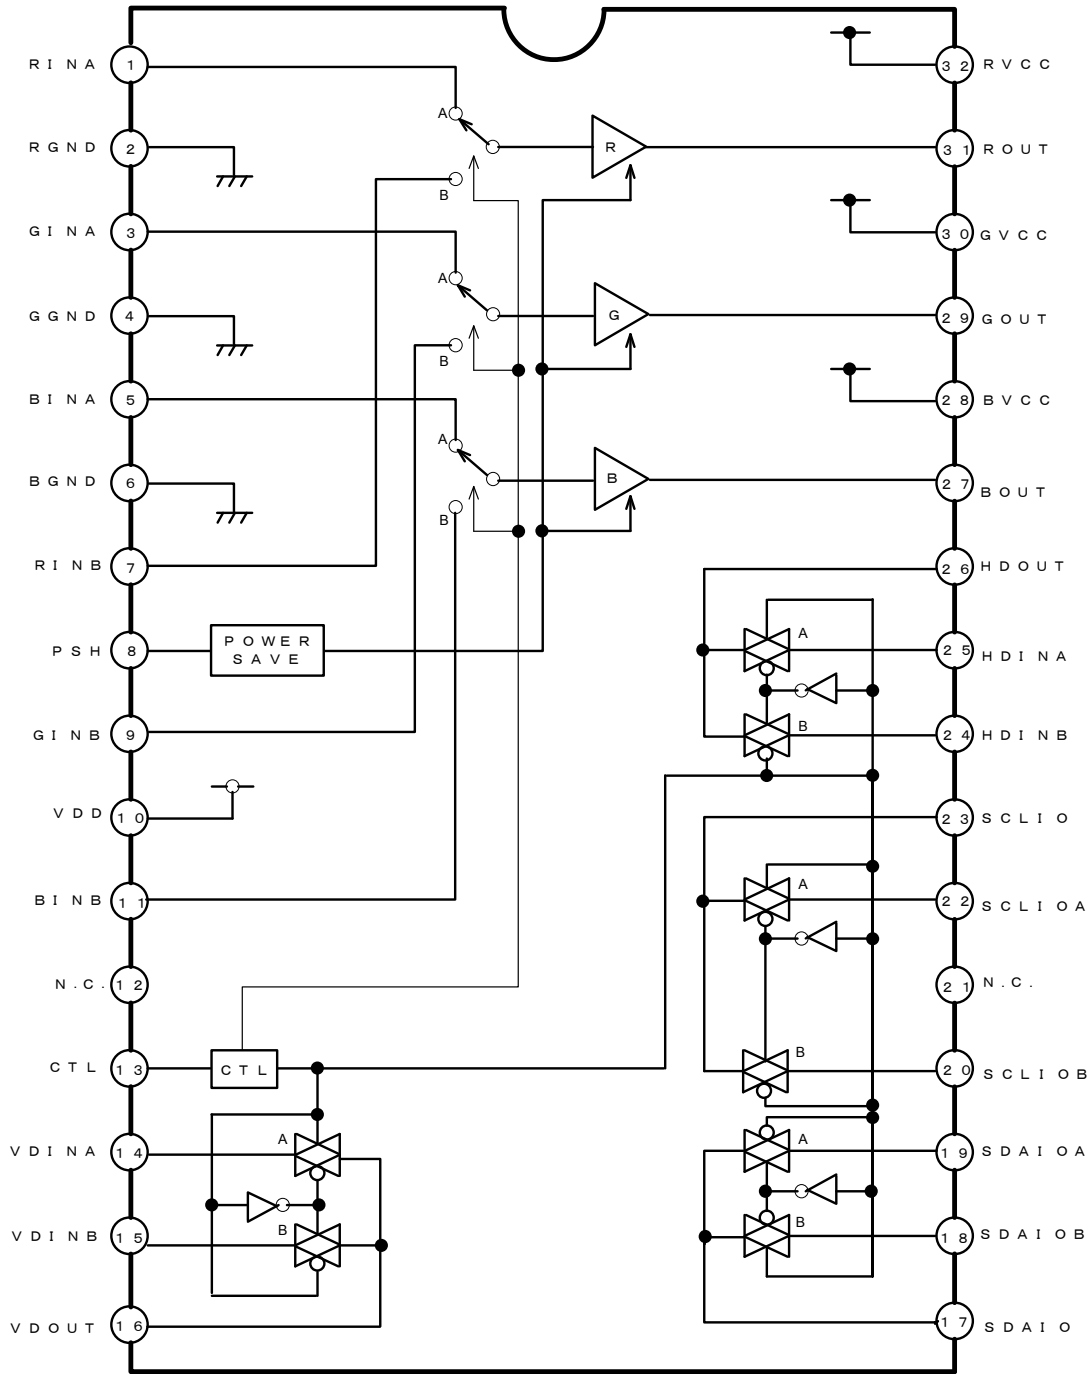 RINA 1
RGND 2
GINA 3
GGND 4
BINA 5
BGND 6
RINB 7
PSH 8
GINB 9
VDD 10
BINB 11
N.C. 12
CTL 13
VDINA 14
VDINB 15
VDOUT 16
A
B
R
A
B
G
A
B
B
POWER
SAVE
CTL
A
B
A
B
A
B
A
B
32 RVCC
31 ROUT
30 GVCC
29 GOUT
28 BVCC
27 BOUT
26 HDOUT
25 HDINA
24 HDINB
23 SCLIO
22 SCLIOA
21 N.C.
20 SCLIOB
19 SDAIOA
18 SDAIOB
17 SDAIO